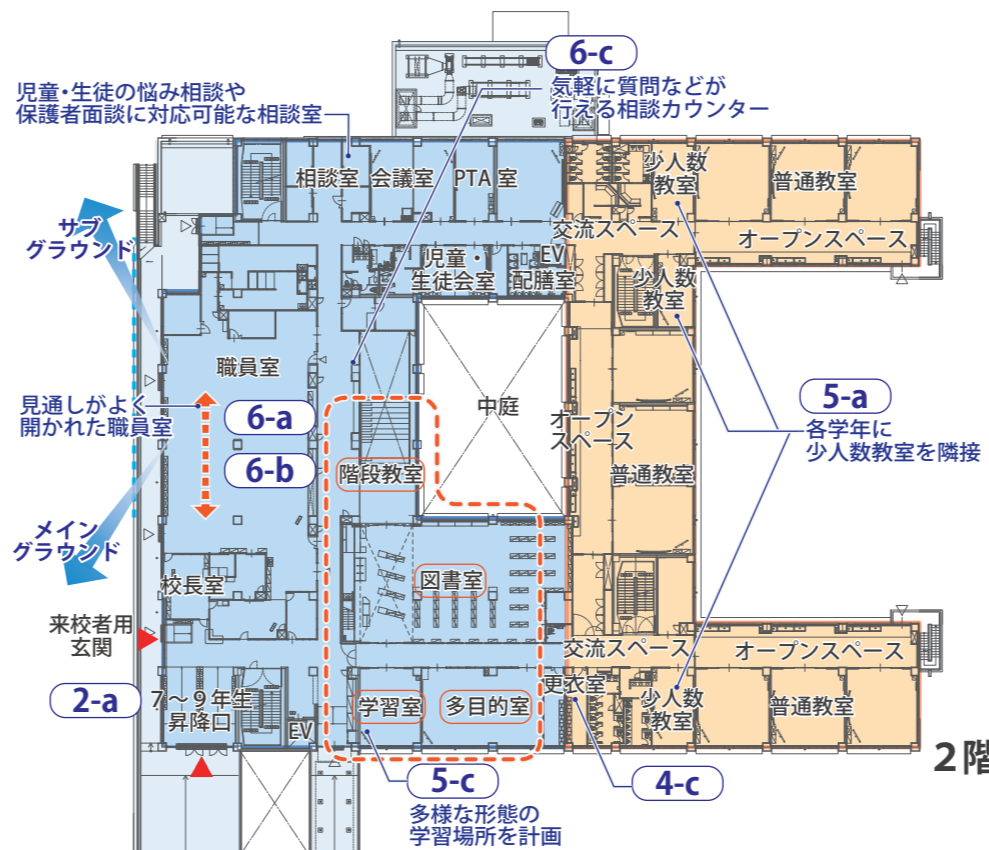 6-c
気軽に質問などが
行える相談カウンター
児童・生徒の悩み相談や
保護者面談に対応可能な相談室
相談室
会議室
PTA室
少人数
教室
普通教室
サブ
グラウンド
交流スペース
オープンスペース
児童・
生徒会室
EV
配膳室
少人数
教室
職員室
見通しがよく
開かれた職員室
6-a
6-b
中庭
オープン
スペース
5-a
各学年に
少人数教室を隣接
階段教室
普通教室
メイン
グラウンド
校長室
図書室
来校者用
玄関
交流スペース
オープンスペース
2-a
7～9年生
昇降口
EV
学習室
多目的室
更衣室
少人数
教室
普通教室
2階
5-c
多様な形態の
学習場所を計画
4-c